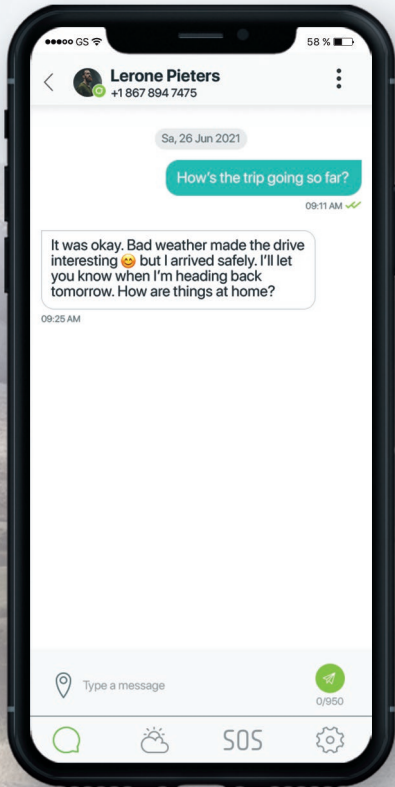 GS
58 %
Lerone Pieters
+1 867 894 7475
Sa, 26 Jun 2021
How's the trip going so far?
09:11 AM
It was okay. Bad weather made the drive
interesting 😊 but I arrived safely. I'll let
you know when I'm heading back
tomorrow. How are things at home?
09:25 AM
Type a message
0/950
SOS